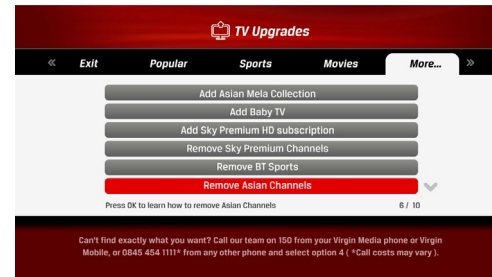 TV Upgrades
« Exit Popular Sports Movies More... »
Add Asian Mela Collection
Add Baby TV
Add Sky Premium HD subscription
Remove Sky Premium Channels
Remove BT Sports
Remove Asian Channels
Press OK to learn how to remove Asian Channels 6 / 10
Can't find exactly what you want? Call our team on 150 from your Virgin Media phone or Virgin
Mobile, or 0845 454 1111* from any other phone and select option 4 ( *Call costs may vary ).